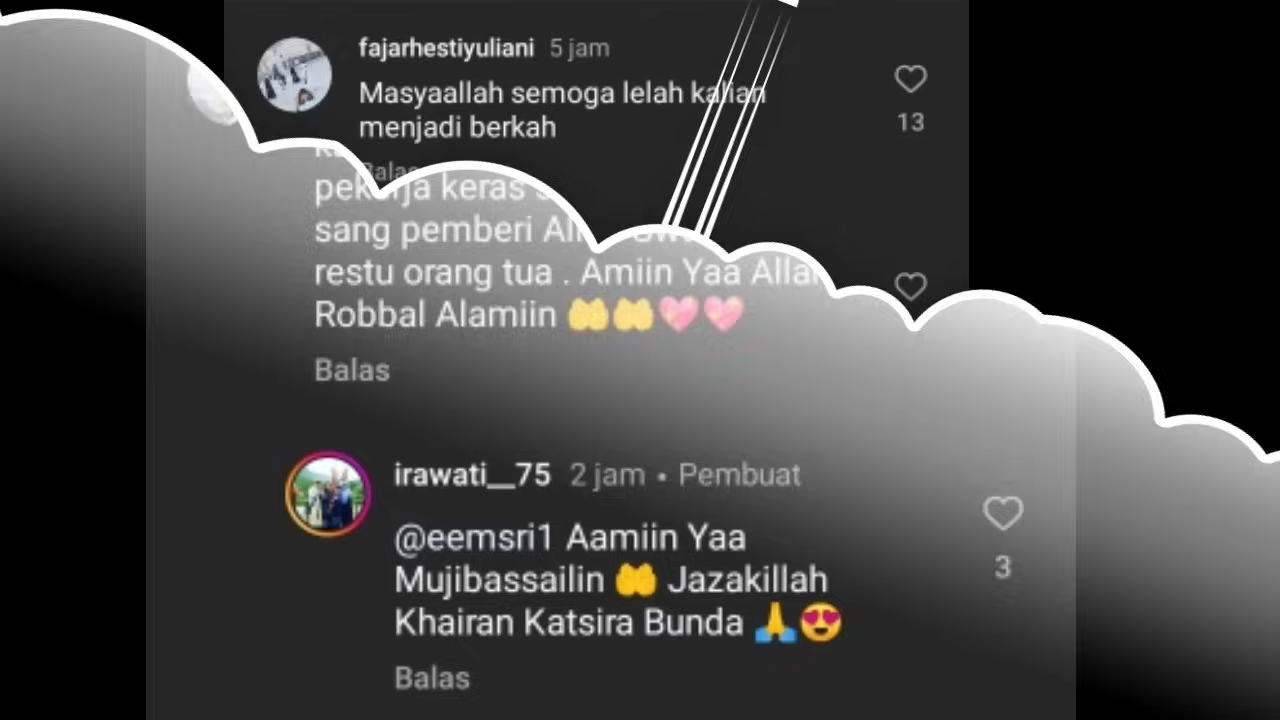 fajarhestiyuliani 5 jam
Masyaallah semoga lelah kalian
menjadi berkah
13
Balas
pekerja keras
sang pemberi
restu orang tua . Amiin Yaa Allah
Robbal Alamiin 🤲🤲💖💖
Balas
irawati__75 2 jam • Pembuat
@eemsri1 Aamiin Yaa
Mujibassailin 🤲 Jazakillah
Khairan Katsira Bunda 🙏😍
3
Balas